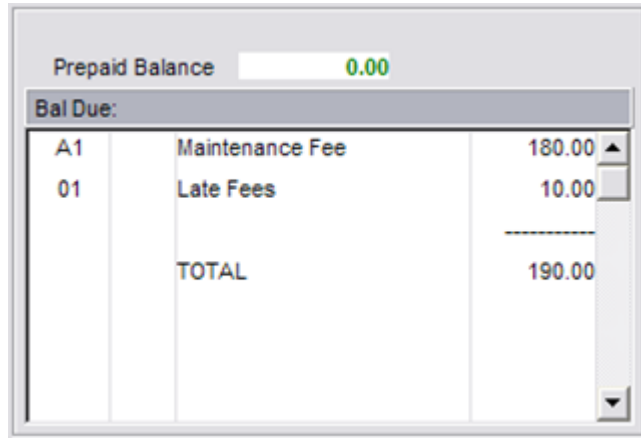 Prepaid Balance 0.00
Bal Due:
A1 Maintenance Fee 180.00
01 Late Fees 10.00
-----------
TOTAL 190.00